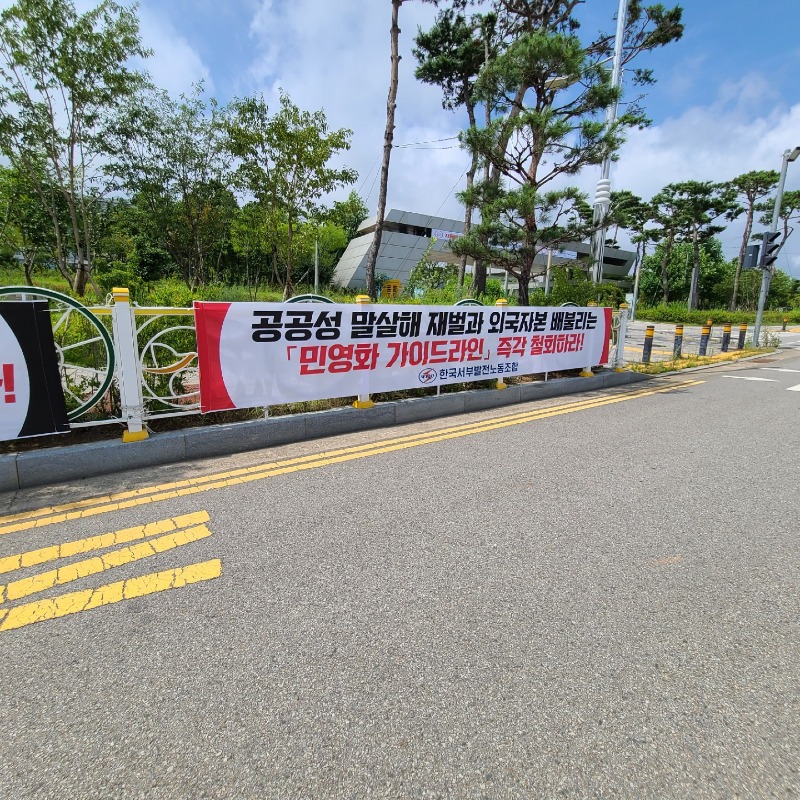 공공성 말살해 재벌과 외국자본 배불리는
「민영화 가이드라인」 즉각 철회하라!
한국서부발전노동조합
!